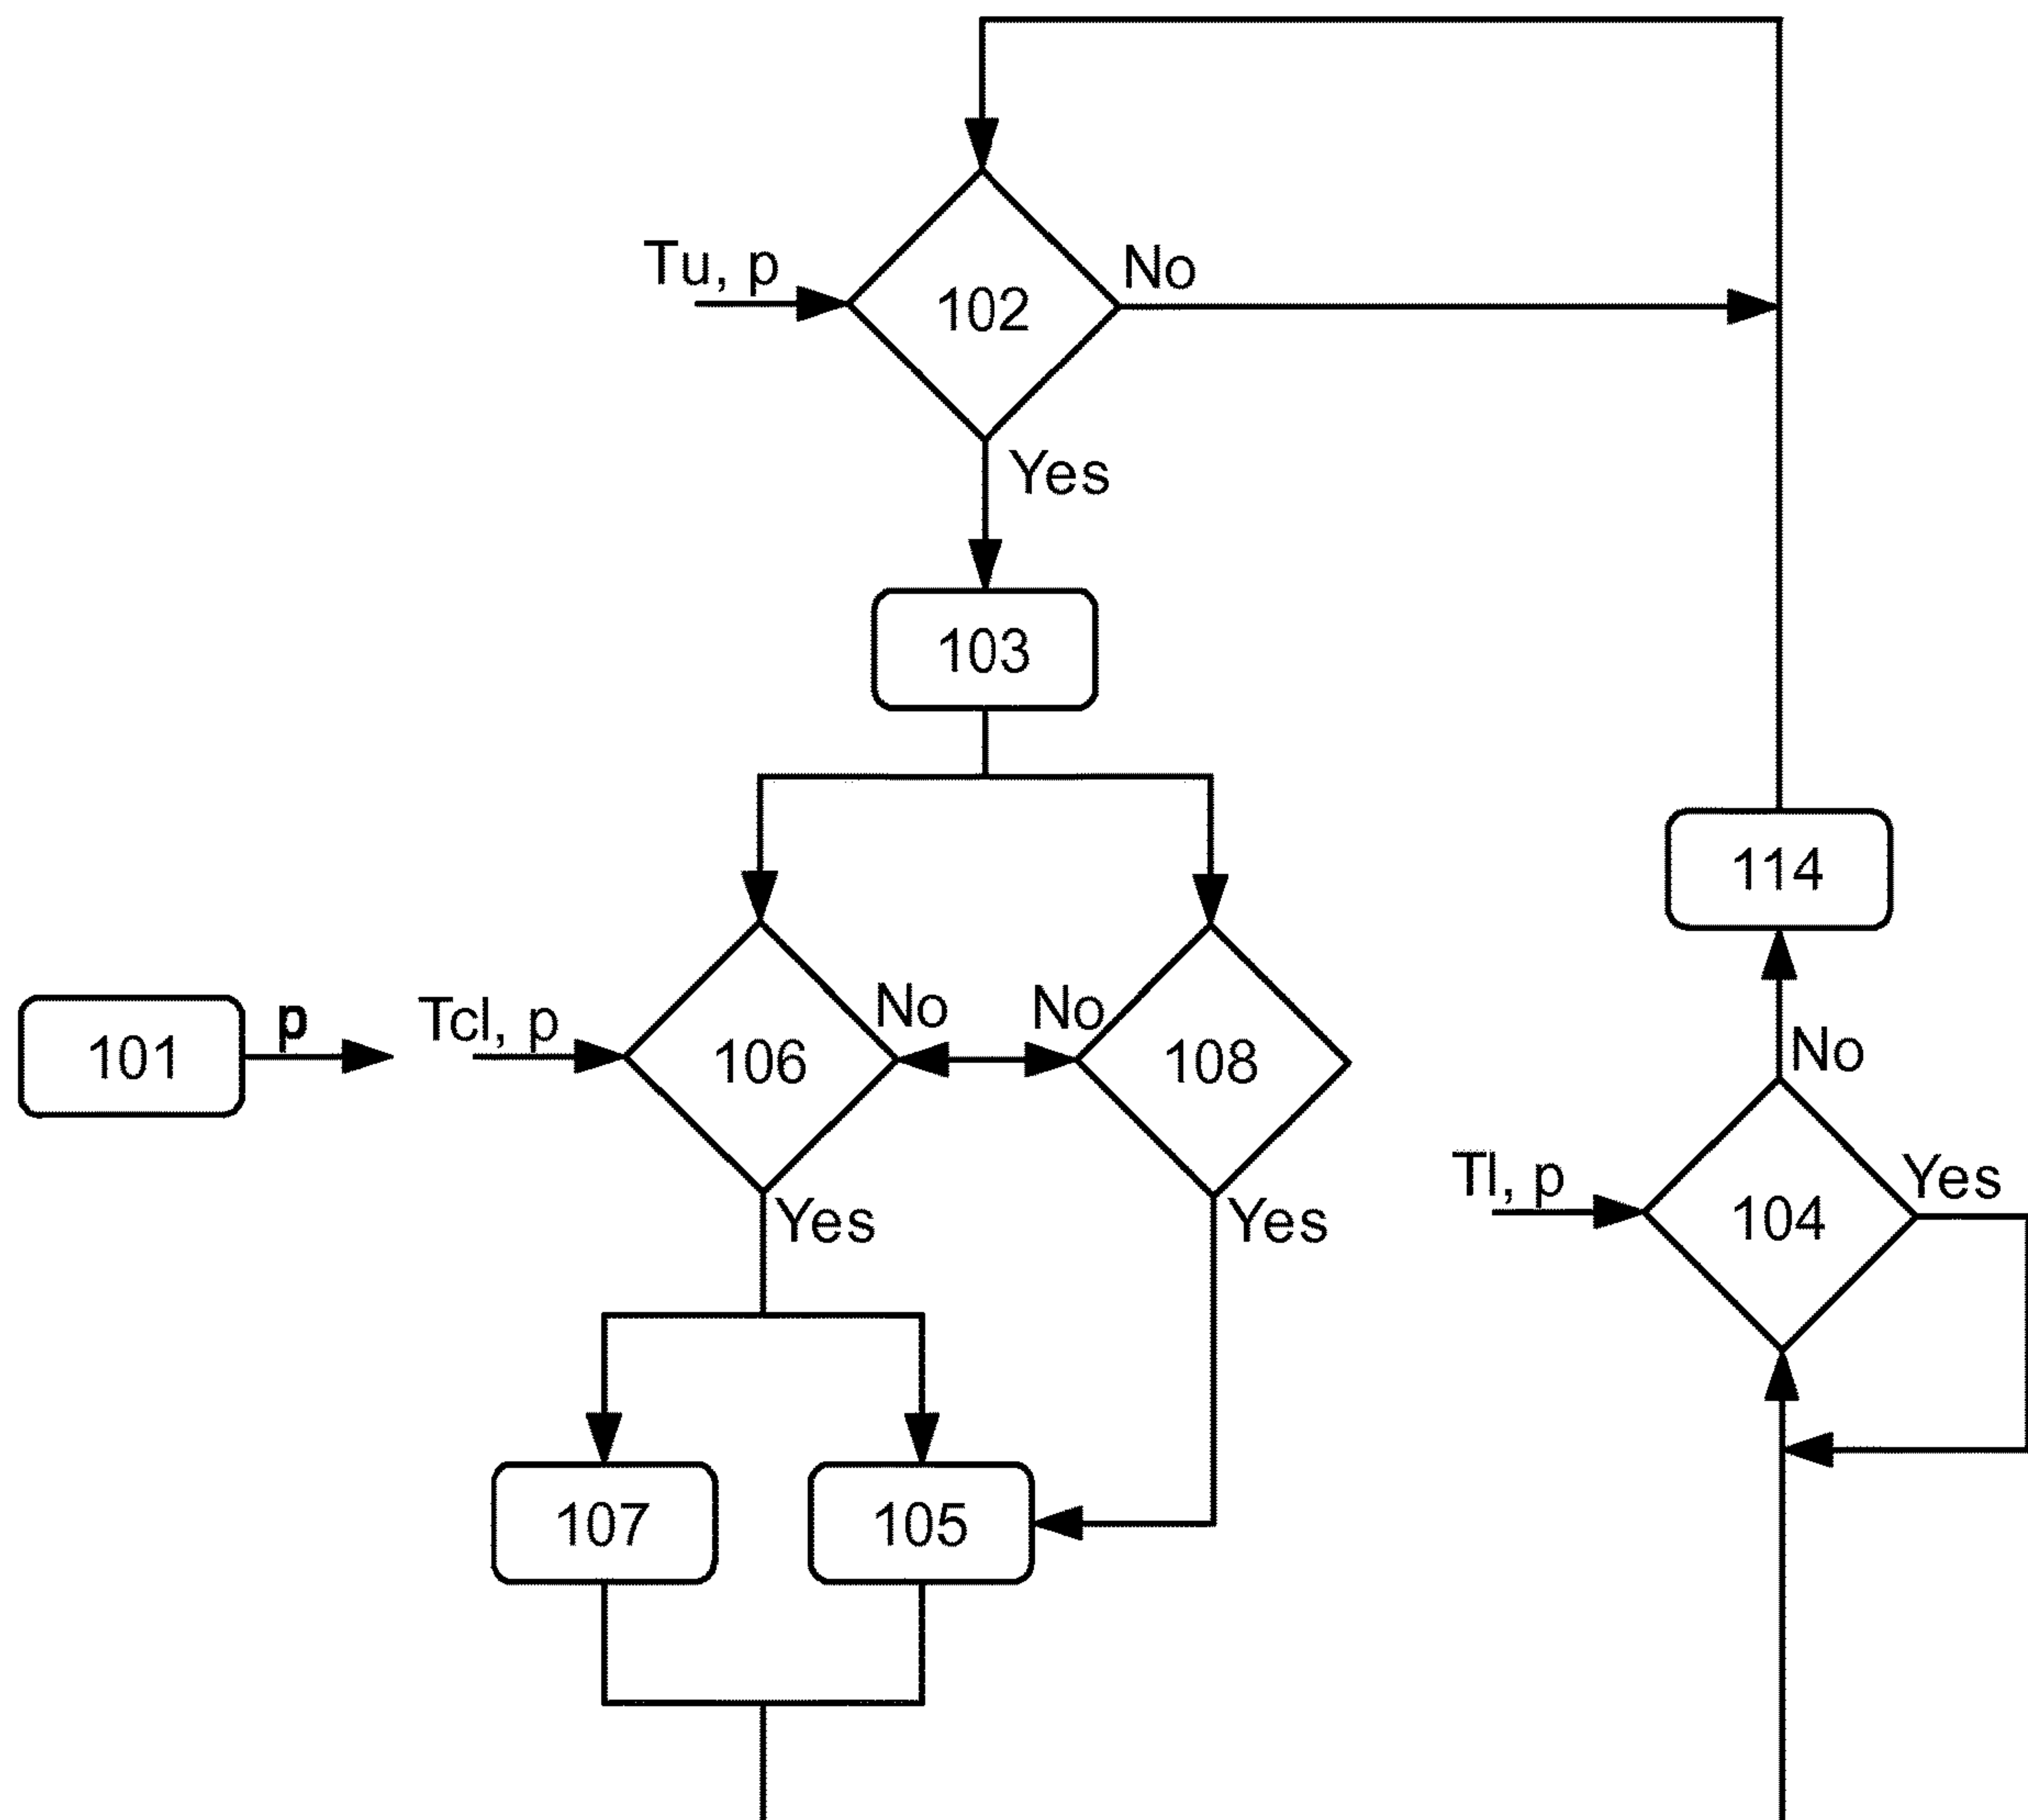 Tu, p
102
No
Yes
103
114
101
p
Tcl, p
106
No
No
108
No
Yes
Yes
Tl, p
104
Yes
107
105